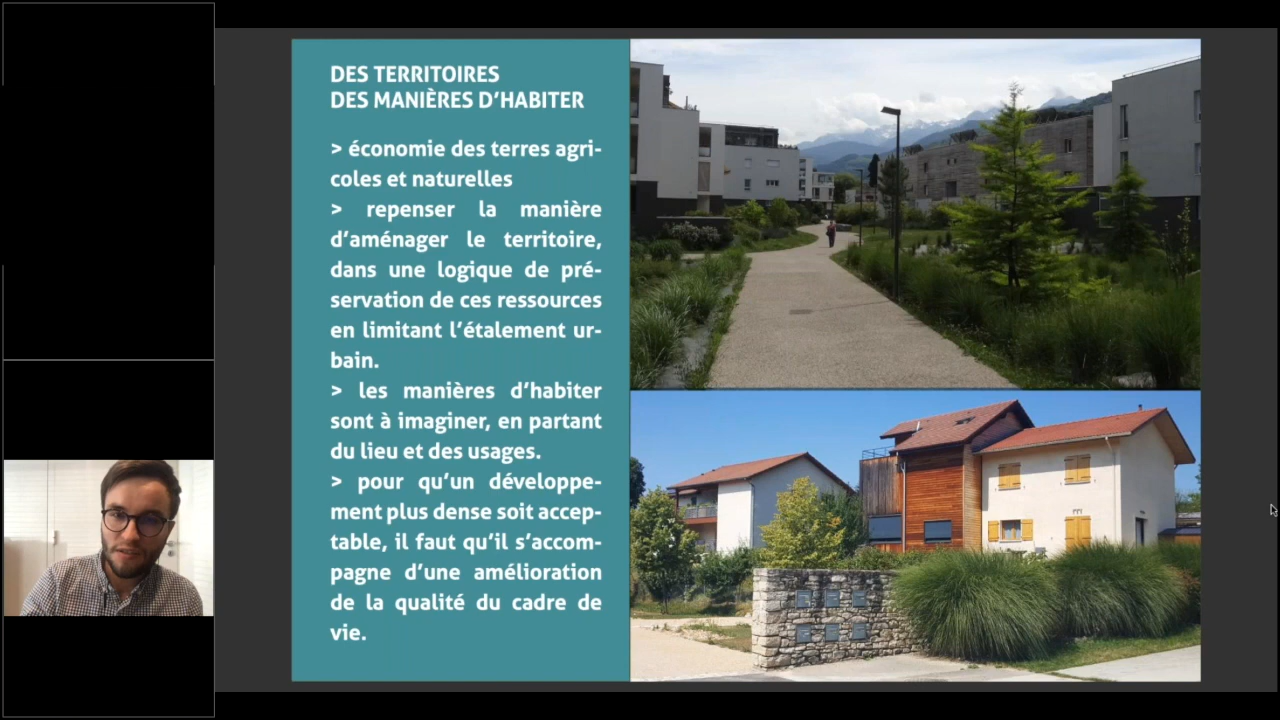 DES TERRITOIRES
DES MANIÈRES D'HABITER
> économie des terres agri-
coles et naturelles
> repenser la manière
d'aménager le territoire,
dans une logique de pré-
servation de ces ressources
en limitant l'étalement ur-
bain.
> les manières d'habiter
sont à imaginer, en partant
du lieu et des usages.
> pour qu'un développe-
ment plus dense soit accep-
table, il faut qu'il s'accom-
pagne d'une amélioration
de la qualité du cadre de
vie.